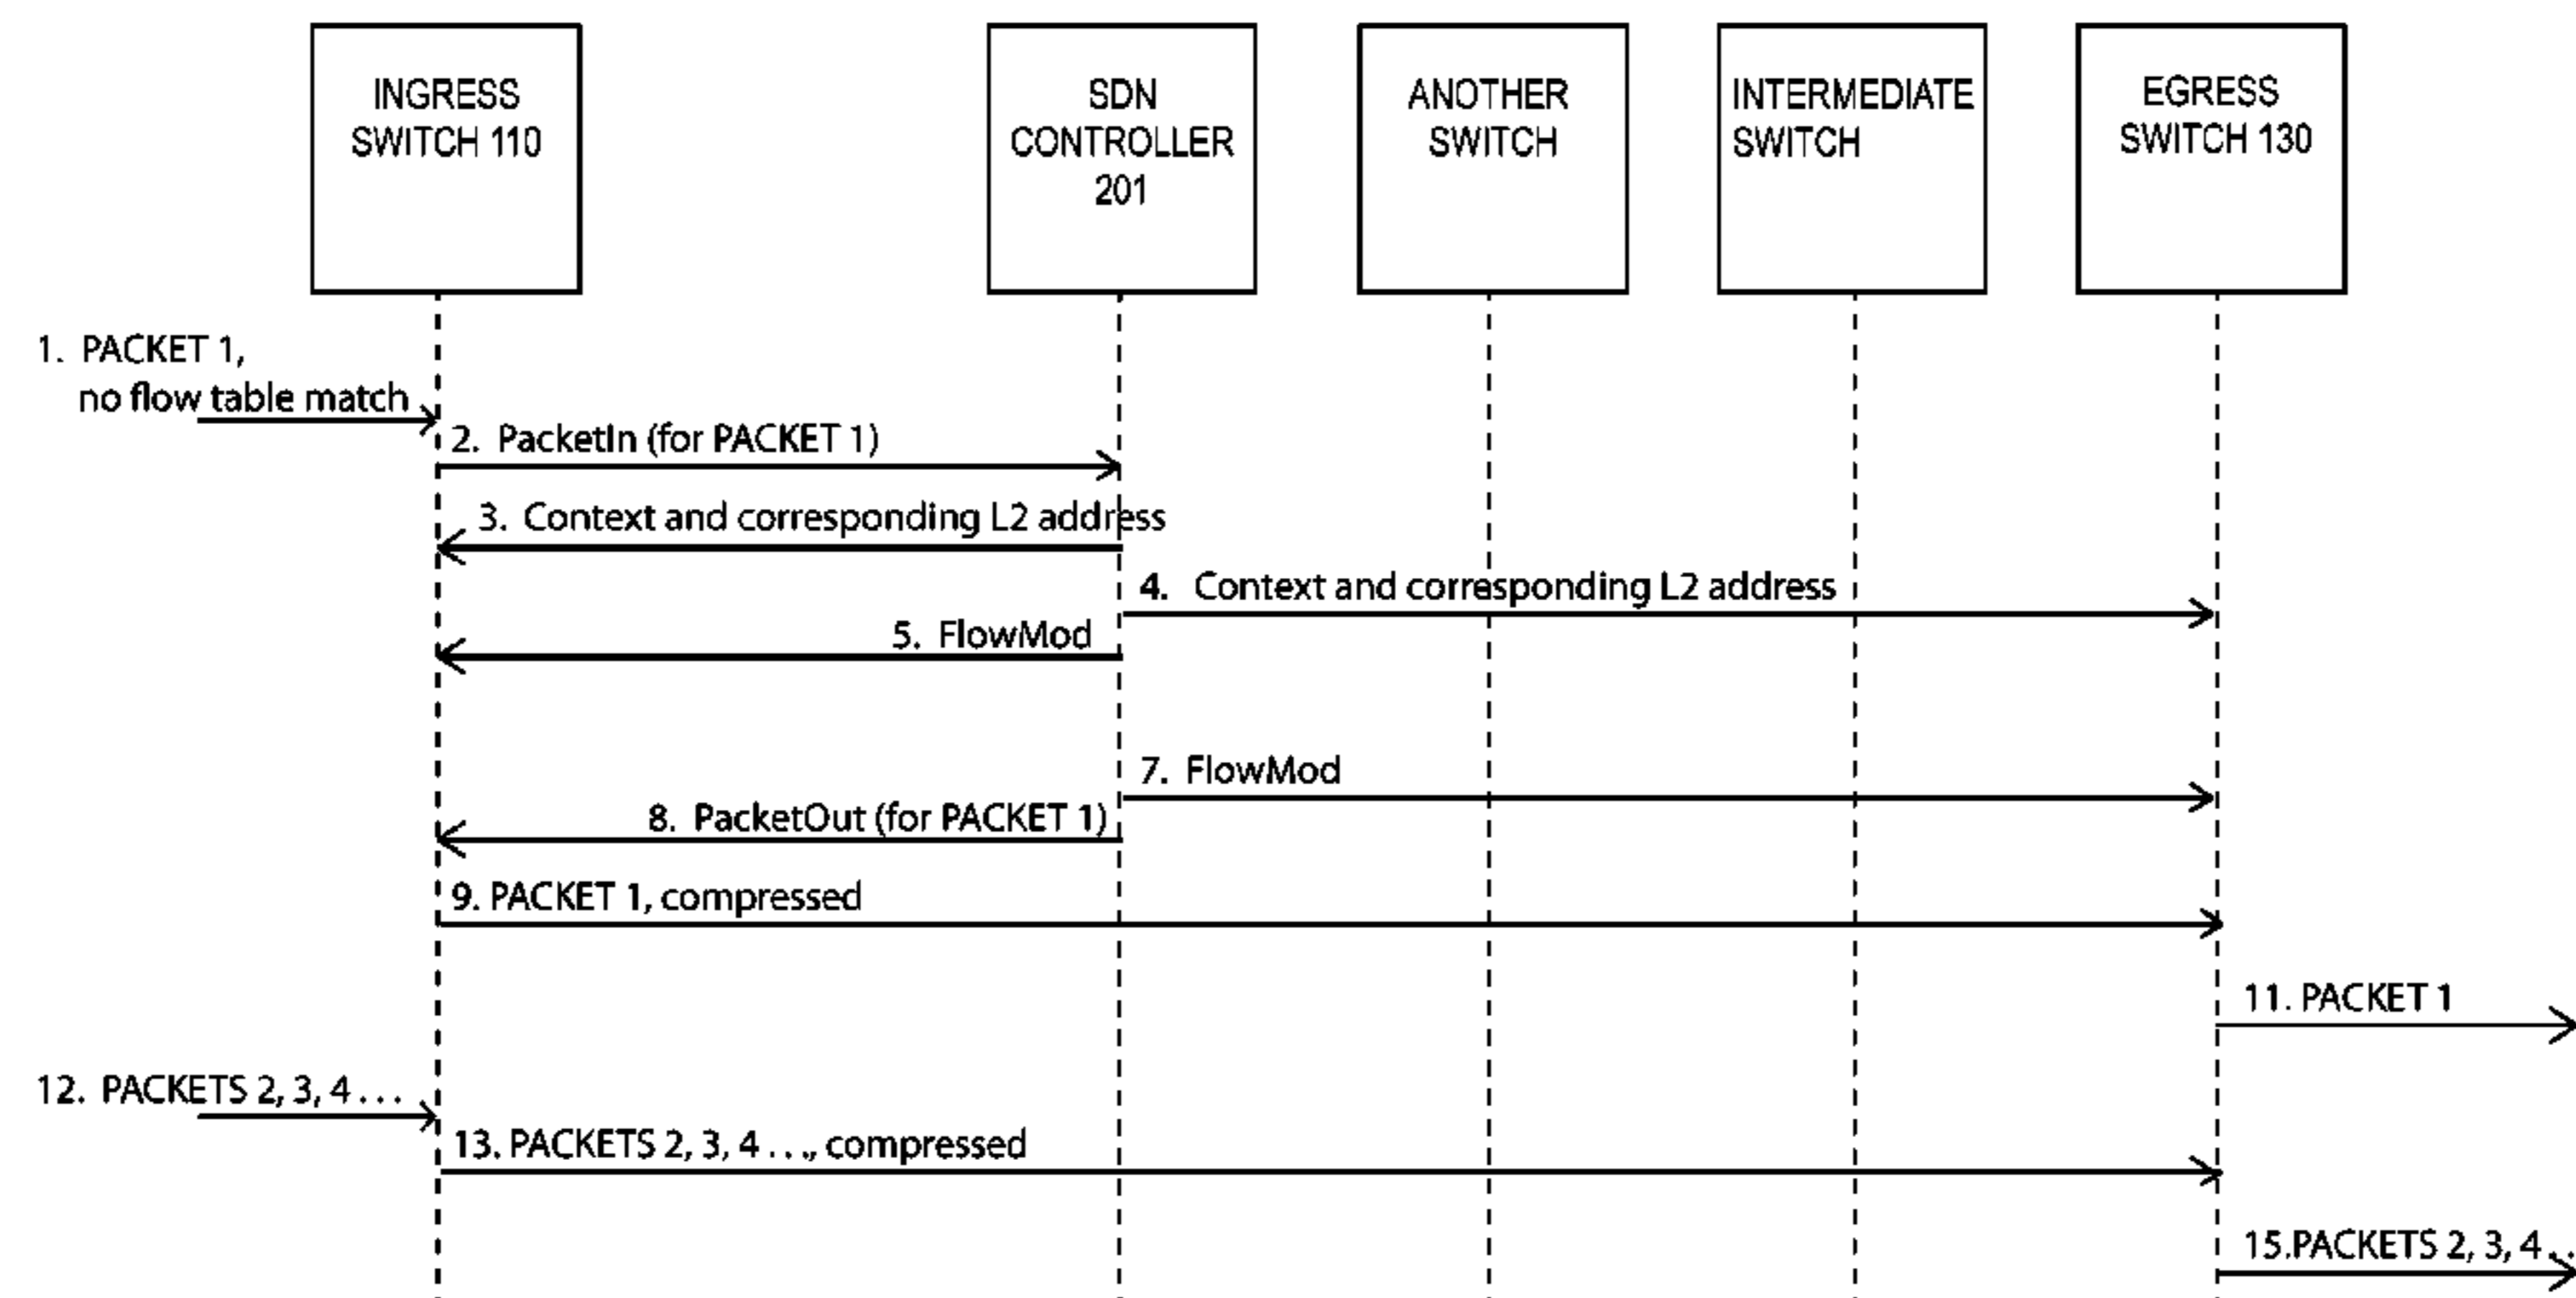 INGRESS
SWITCH 110
SDN
CONTROLLER
201
ANOTHER
SWITCH
INTERMEDIATE
SWITCH
EGRESS
SWITCH 130
1. PACKET 1,
no flow table match
2. PacketIn (for PACKET 1)
3. Context and corresponding L2 address
4. Context and corresponding L2 address
5. FlowMod
7. FlowMod
8. PacketOut (for PACKET 1)
9. PACKET 1, compressed
11. PACKET 1
12. PACKETS 2, 3, 4 . . .
13. PACKETS 2, 3, 4 . . ., compressed
15.PACKETS 2, 3, 4 . .